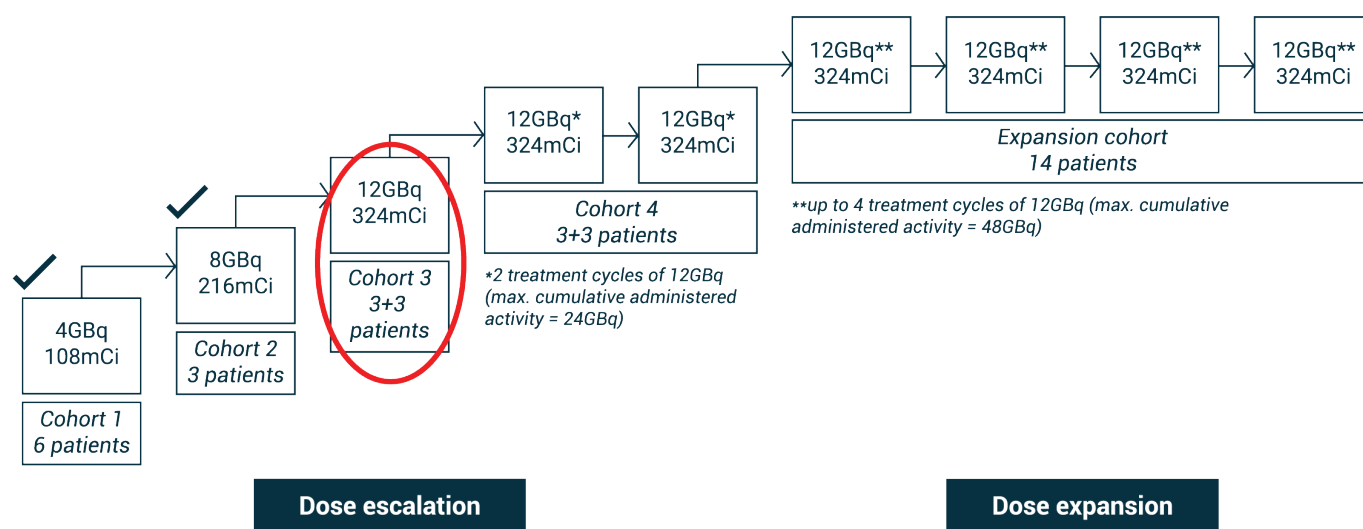 4GBq
108mCi
Cohort 1
6 patients
8GBq
216mCi
Cohort 2
3 patients
12GBq
324mCi
Cohort 3
3+3
patients
12GBq*
324mCi
12GBq*
324mCi
Cohort 4
3+3 patients
*2 treatment cycles of 12GBq
(max. cumulative administered
activity = 24GBq)
12GBq**
324mCi
12GBq**
324mCi
12GBq**
324mCi
12GBq**
324mCi
Expansion cohort
14 patients
**up to 4 treatment cycles of 12GBq (max. cumulative
administered activity = 48GBq)
Dose escalation
Dose expansion